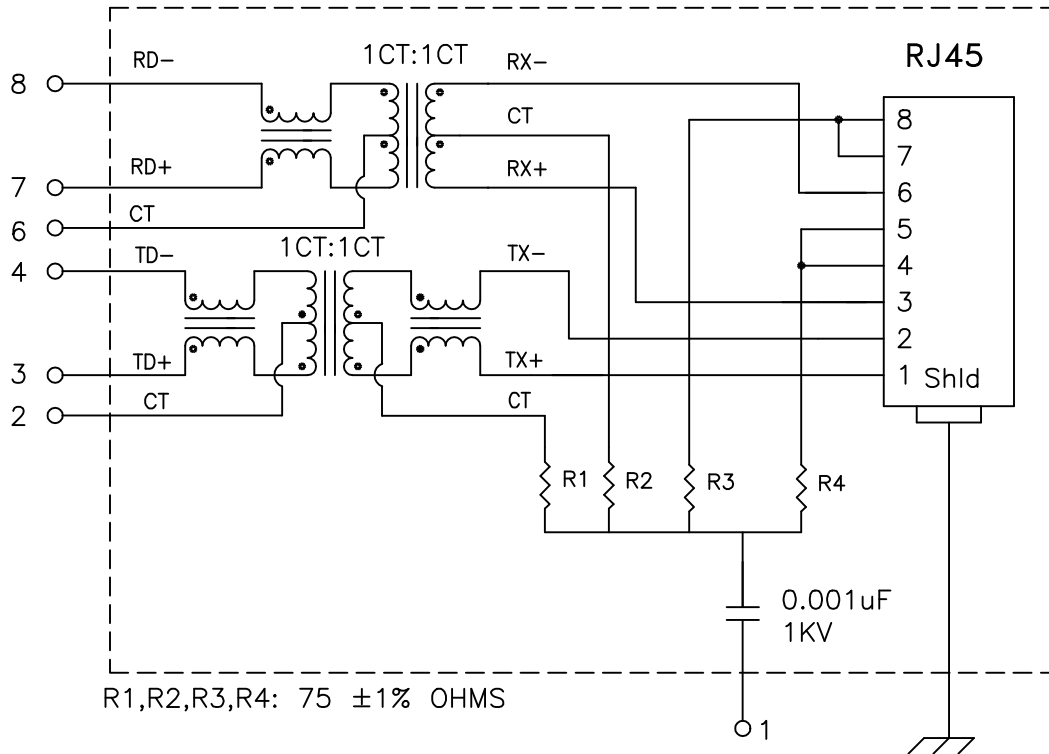 1CT:1CT
RJ45
8
RD-
RX-
CT
7
RD+
RX+
6
CT
4
TD-
1CT:1CT
TX-
3
TD+
TX+
2
CT
CT
8
7
6
5
4
3
2
1 Shld
R1
R2
R3
R4
0.001uF
1KV
R1,R2,R3,R4: 75 ±1% OHMS
1